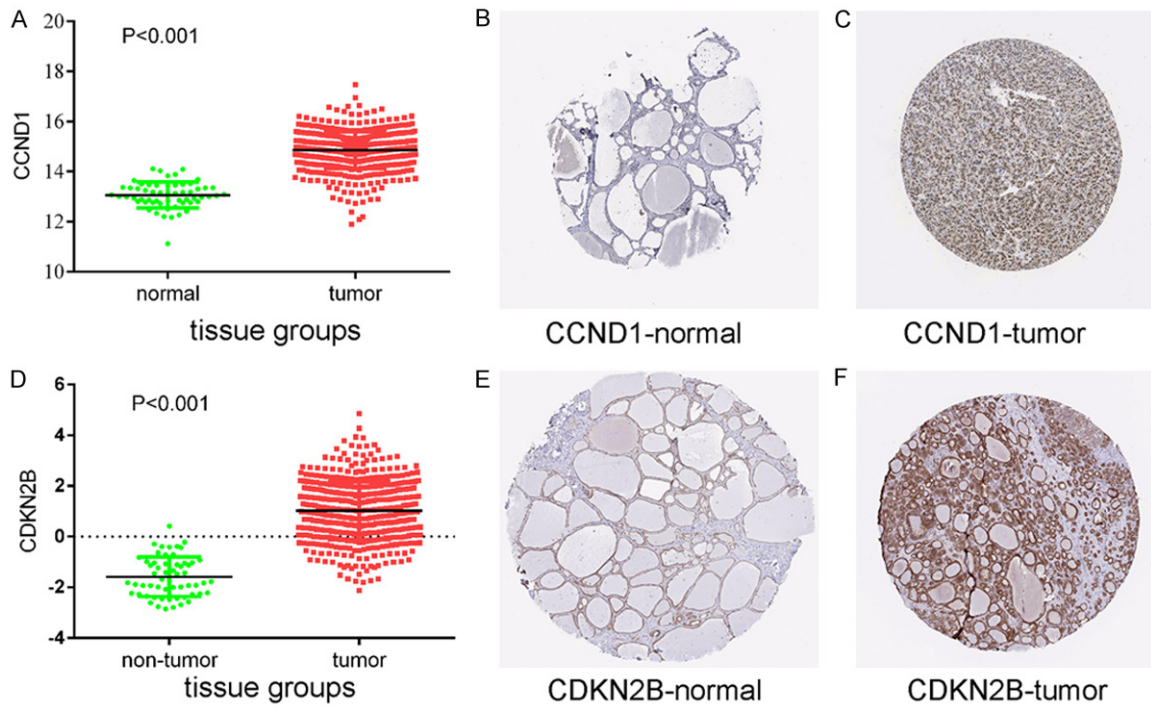 A
20
18
16
14
12
10
CCND1
P<0.001
normal
tumor
tissue groups
B
CCND1-normal
C
CCND1-tumor
D
6
4
2
0
-2
-4
CDKN2B
P<0.001
non-tumor
tumor
tissue groups
E
CDKN2B-normal
F
CDKN2B-tumor